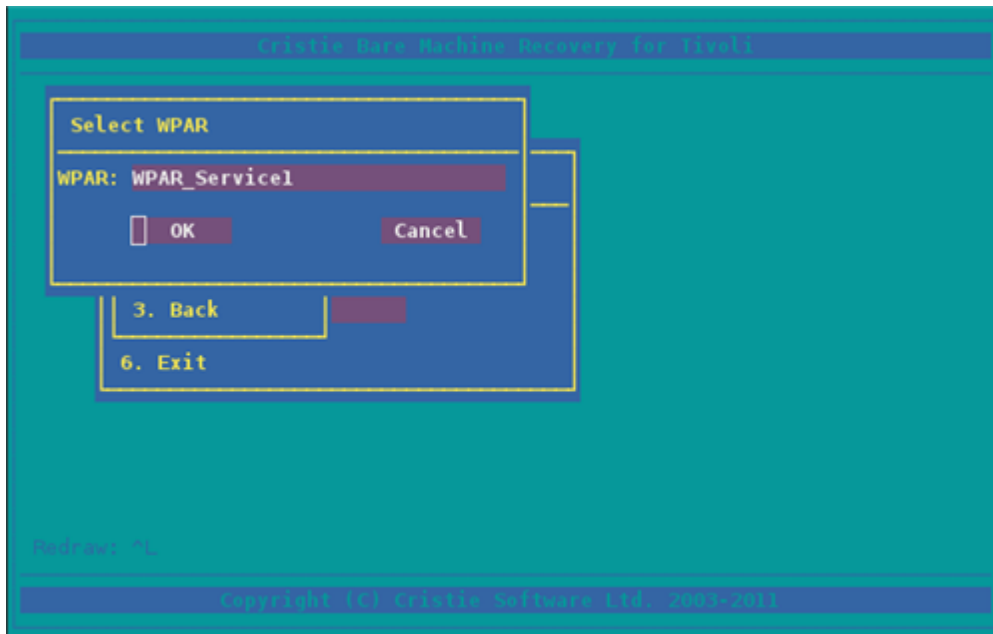 Cristie Bare Machine Recovery for Tivoli
Select WPAR
WPAR: WPAR_Service1
OK Cancel
3. Back
6. Exit
Redraw: ^L
Copyright (C) Cristie Software Ltd. 2003-2011